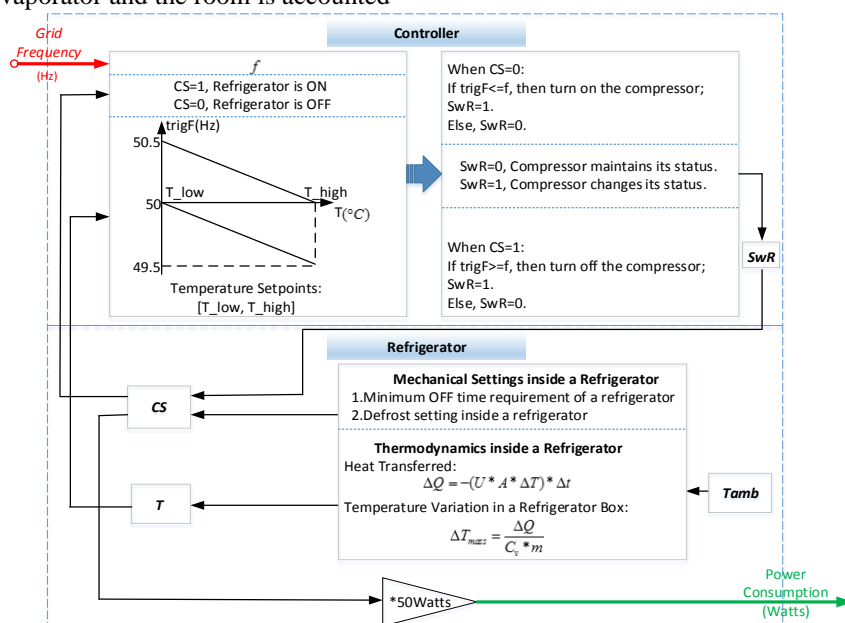 vaporator and the room is accounted
Grid
Frequency
(Hz)
Controller
f
CS=1, Refrigerator is ON
CS=0, Refrigerator is OFF
trigF(Hz)
50.5
T_low
T_high
50
T(°C)
49.5
Temperature Setpoints:
[T_low, T_high]
When CS=0:
If trigF<=f, then turn on the compressor;
SwR=1.
Else, SwR=0.
SwR=0, Compressor maintains its status.
SwR=1, Compressor changes its status.
When CS=1:
If trigF>=f, then turn off the compressor;
SwR=1.
Else, SwR=0.
SwR
Refrigerator
CS
T
Mechanical Settings inside a Refrigerator
1.Minimum OFF time requirement of a refrigerator
2.Defrost setting inside a refrigerator
Thermodynamics inside a Refrigerator
Heat Transferred:
ΔQ = -(U * A * ΔT) * Δt
Temperature Variation in a Refrigerator Box:
ΔT_mass = ΔQ / (C_v * m)
Tamb
*50Watts
Power
Consumption
(Watts)